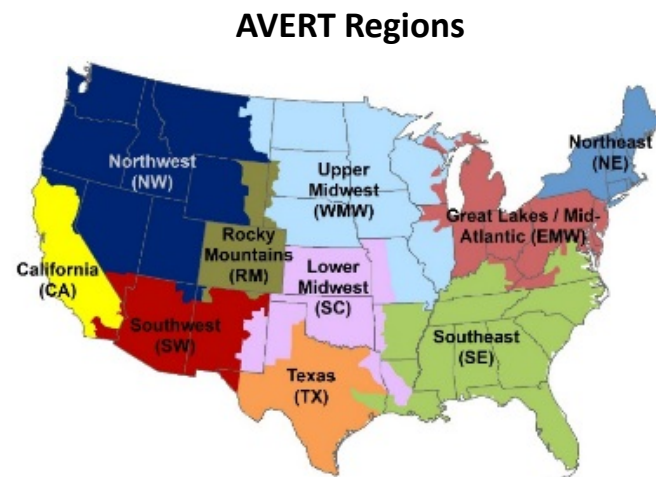 AVERT Regions
Northwest
(NW)
Upper
Midwest
(WMW)
Northeast
(NE)
Great Lakes / Mid-
Atlantic (EMW)
Rocky
Mountains
(RM)
California
(CA)
Lower
Midwest
(SC)
Southwest
(SW)
Southeast
(SE)
Texas
(TX)